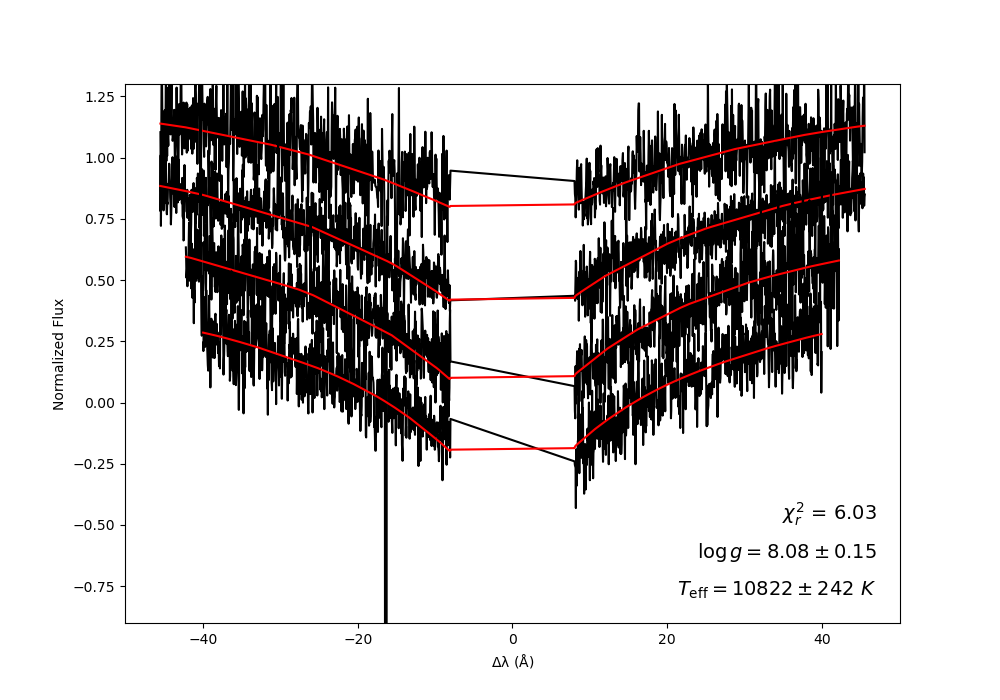 1.25
1.00
0.75
0.50
0.25
0.00
−0.25
−0.50
−0.75
Normalized Flux
χ²ᵣ = 6.03
log g = 8.08 ± 0.15
T_eff = 10822 ± 242 K
−40 −20 0 20 40
Δλ (Å)